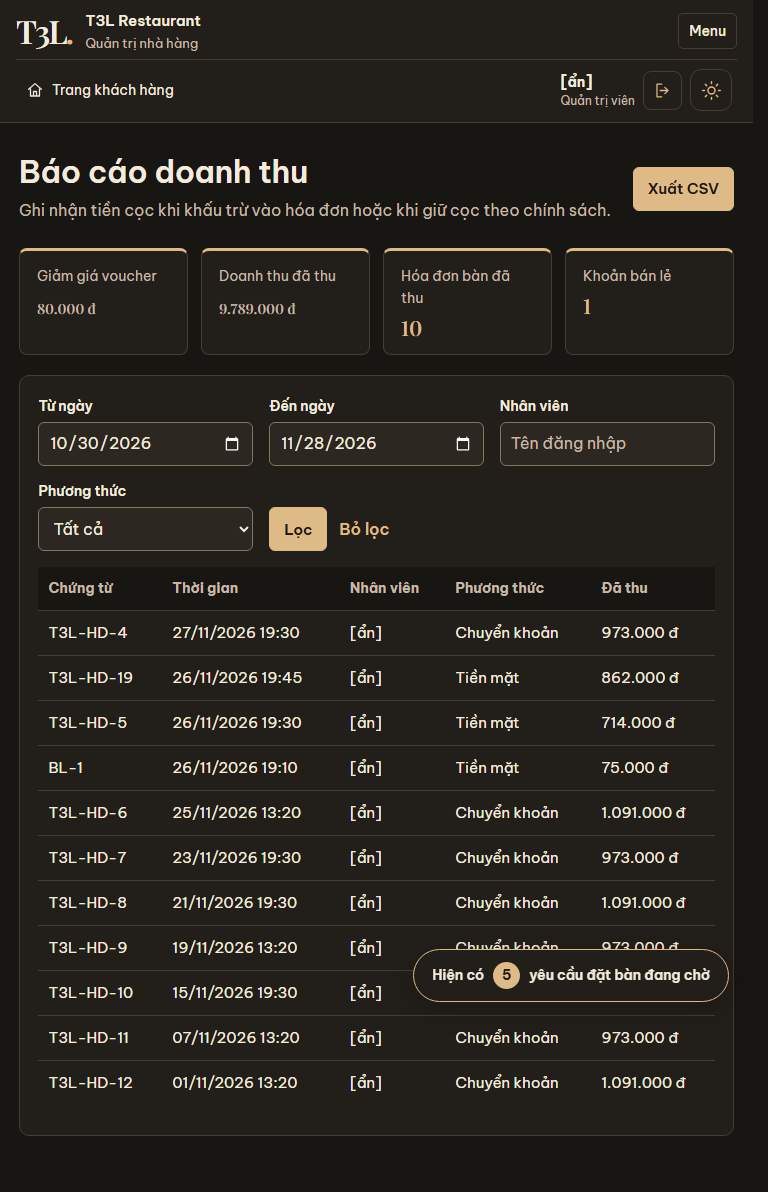 T3L.
T3L Restaurant
Quản trị nhà hàng
Menu
Trang khách hàng
[ẩn]
Quản trị viên
Báo cáo doanh thu
Ghi nhận tiền cọc khi khấu trừ vào hóa đơn hoặc khi giữ cọc theo chính sách.
Xuất CSV
Giảm giá voucher
80.000 đ
Doanh thu đã thu
9.789.000 đ
Hóa đơn bàn đã
thu
10
Khoản bán lẻ
1
Từ ngày
10/30/2026
Đến ngày
11/28/2026
Nhân viên
Tên đăng nhập
Phương thức
Tất cả
Lọc
Bỏ lọc
Chứng từ Thời gian Nhân viên Phương thức Đã thu
T3L-HD-4 27/11/2026 19:30 [ẩn] Chuyển khoản 973.000 đ
T3L-HD-19 26/11/2026 19:45 [ẩn] Tiền mặt 862.000 đ
T3L-HD-5 26/11/2026 19:30 [ẩn] Tiền mặt 714.000 đ
BL-1 26/11/2026 19:10 [ẩn] Tiền mặt 75.000 đ
T3L-HD-6 25/11/2026 13:20 [ẩn] Chuyển khoản 1.091.000 đ
T3L-HD-7 23/11/2026 19:30 [ẩn] Chuyển khoản 973.000 đ
T3L-HD-8 21/11/2026 19:30 [ẩn] Chuyển khoản 1.091.000 đ
T3L-HD-9 19/11/2026 13:20 [ẩn] Chuyển khoản 973.000 đ
T3L-HD-10 15/11/2026 19:30 [ẩn]
Hiện có 5 yêu cầu đặt bàn đang chờ
T3L-HD-11 07/11/2026 13:20 [ẩn] Chuyển khoản 973.000 đ
T3L-HD-12 01/11/2026 13:20 [ẩn] Chuyển khoản 1.091.000 đ